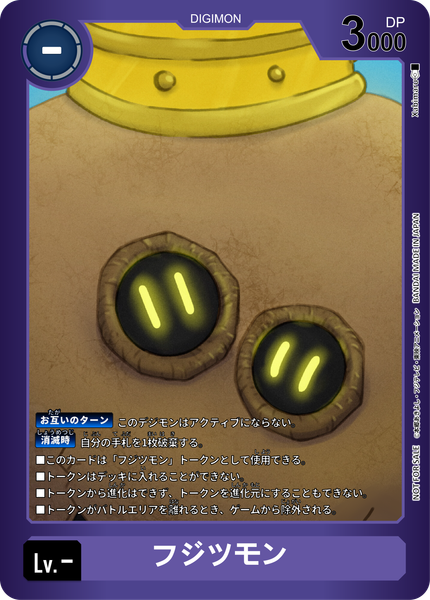 DIGIMON
DP
3000
-
お互いのターン このデジモンはアクティブにならない。
消滅時 自分の手札を1枚破棄する。
■このカードは「フジツモン」トークンとして使用できる。
■トークンはデッキに入れることができない。
■トークンから進化はできず、トークンを進化元にすることもできない。
■トークンがバトルエリアを離れるとき、ゲームから除外される。
Lv.-
フジツモン
NOT FOR SALE
BANDAI MADE IN JAPAN